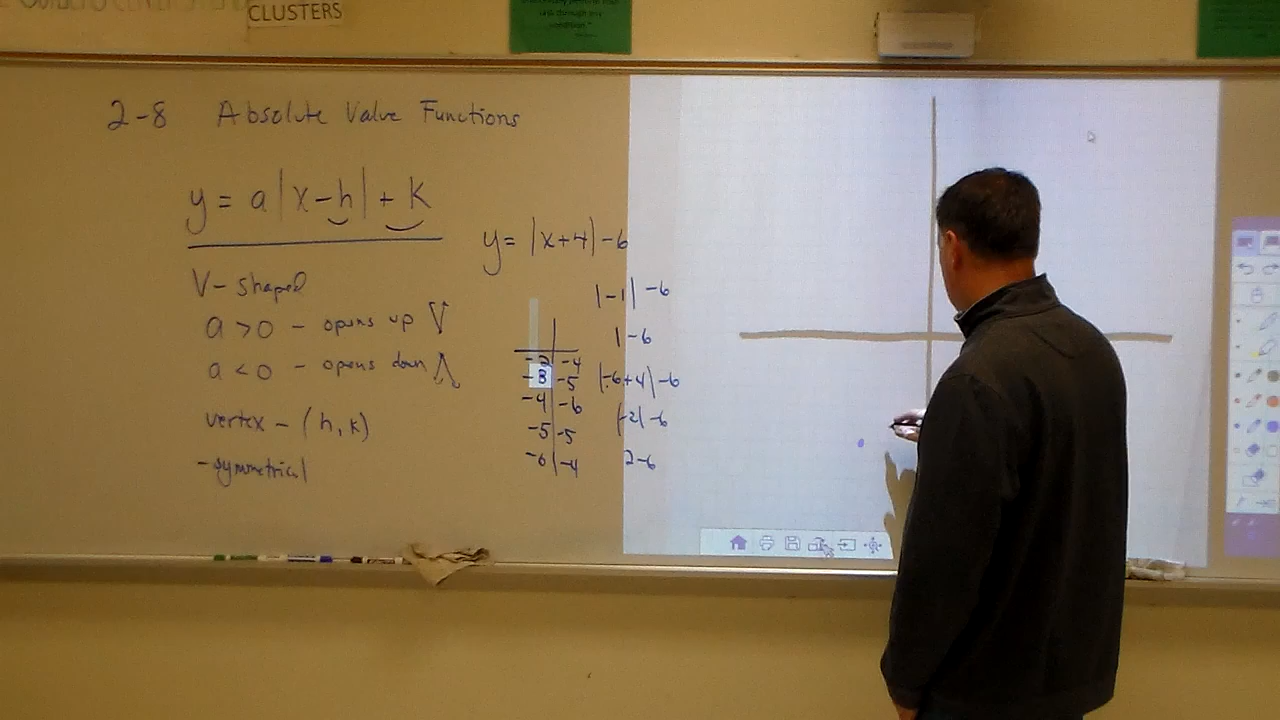 CLUSTERS
2-8 Absolute Value Functions
y = a|x-h| + k
V-shaped
a > 0 - opens up
a < 0 - opens down
vertex - (h, k)
-symmetrical
y = |x+4| - 6
-2 -4
-3 -5
-4 -6
-5 -5
-6 -4
|-1| -6
1 -6
|-6+4| -6
|-2| -6
2-6